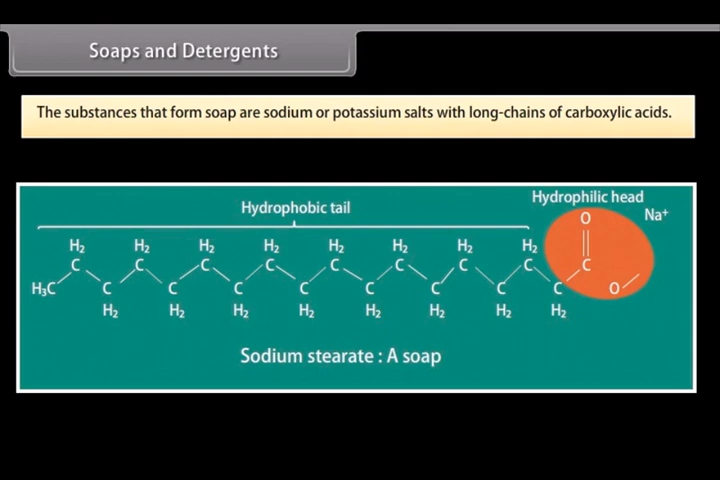 Soaps and Detergents
The substances that form soap are sodium or potassium salts with long-chains of carboxylic acids.
Hydrophobic tail
Hydrophilic head
O
Na⁺
H₂ H₂ H₂ H₂ H₂ H₂ H₂ H₂
C C C C C C C C C
H₃C C C C C C C C C O
H₂ H₂ H₂ H₂ H₂ H₂ H₂ H₂
Sodium stearate : A soap